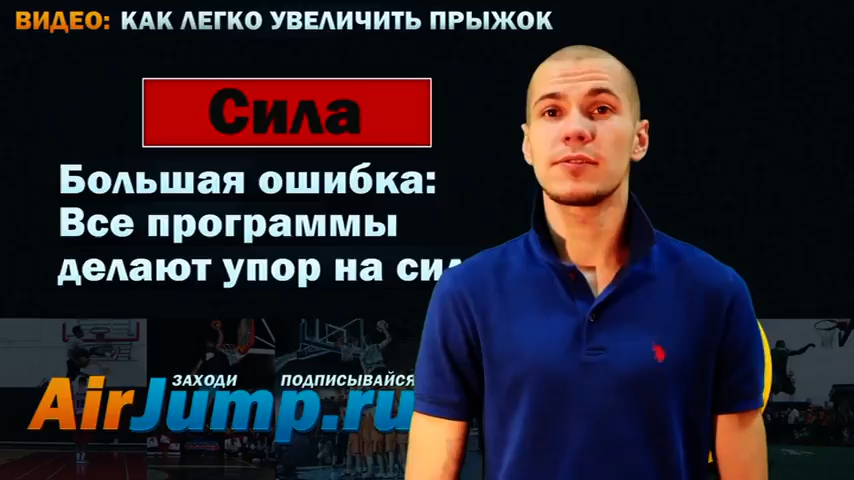 ВИДЕО: КАК ЛЕГКО УВЕЛИЧИТЬ ПРЫЖОК
Сила
Большая ошибка:
Все программы
делают упор на
ЗАХОДИ ПОДПИСЫВАЙСЯ
AirJump.ru